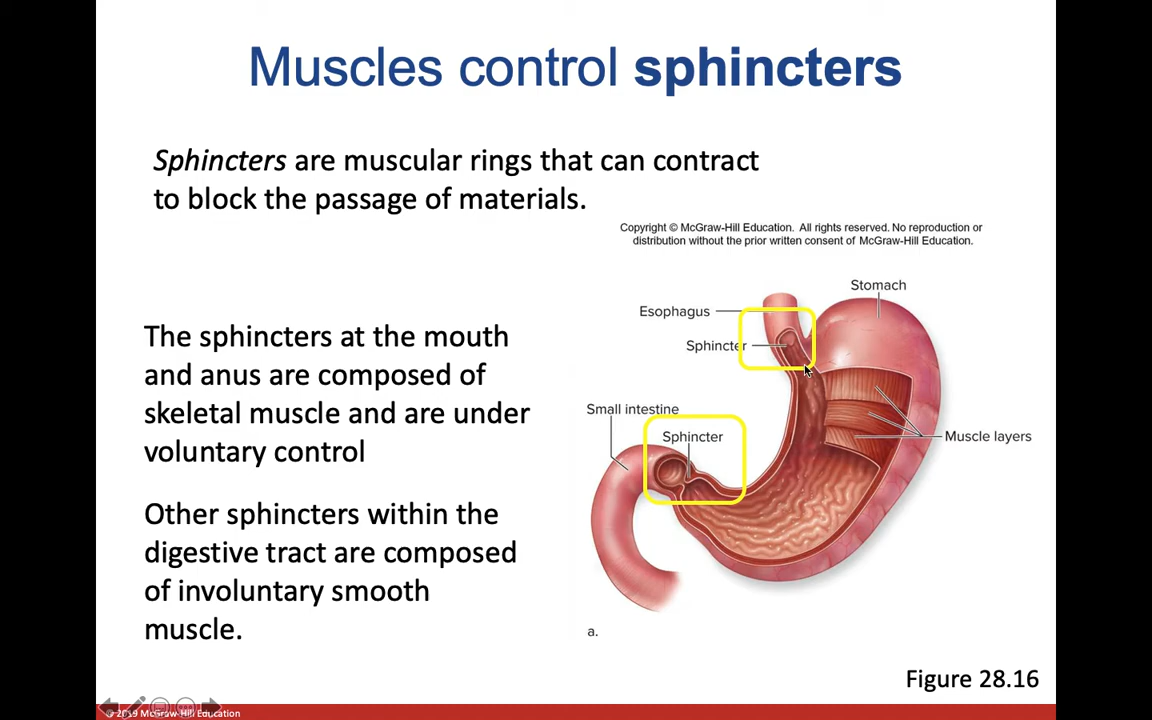 Muscles control sphincters
Sphincters are muscular rings that can contract
to block the passage of materials.
Copyright © McGraw-Hill Education. All rights reserved. No reproduction or
distribution without the prior written consent of McGraw-Hill Education.
Stomach
Esophagus
Sphincter
The sphincters at the mouth
and anus are composed of
skeletal muscle and are under
voluntary control
Small intestine
Sphincter
Muscle layers
Other sphincters within the
digestive tract are composed
of involuntary smooth
muscle.
a.
Figure 28.16
© 2019 McGraw-Hill Education